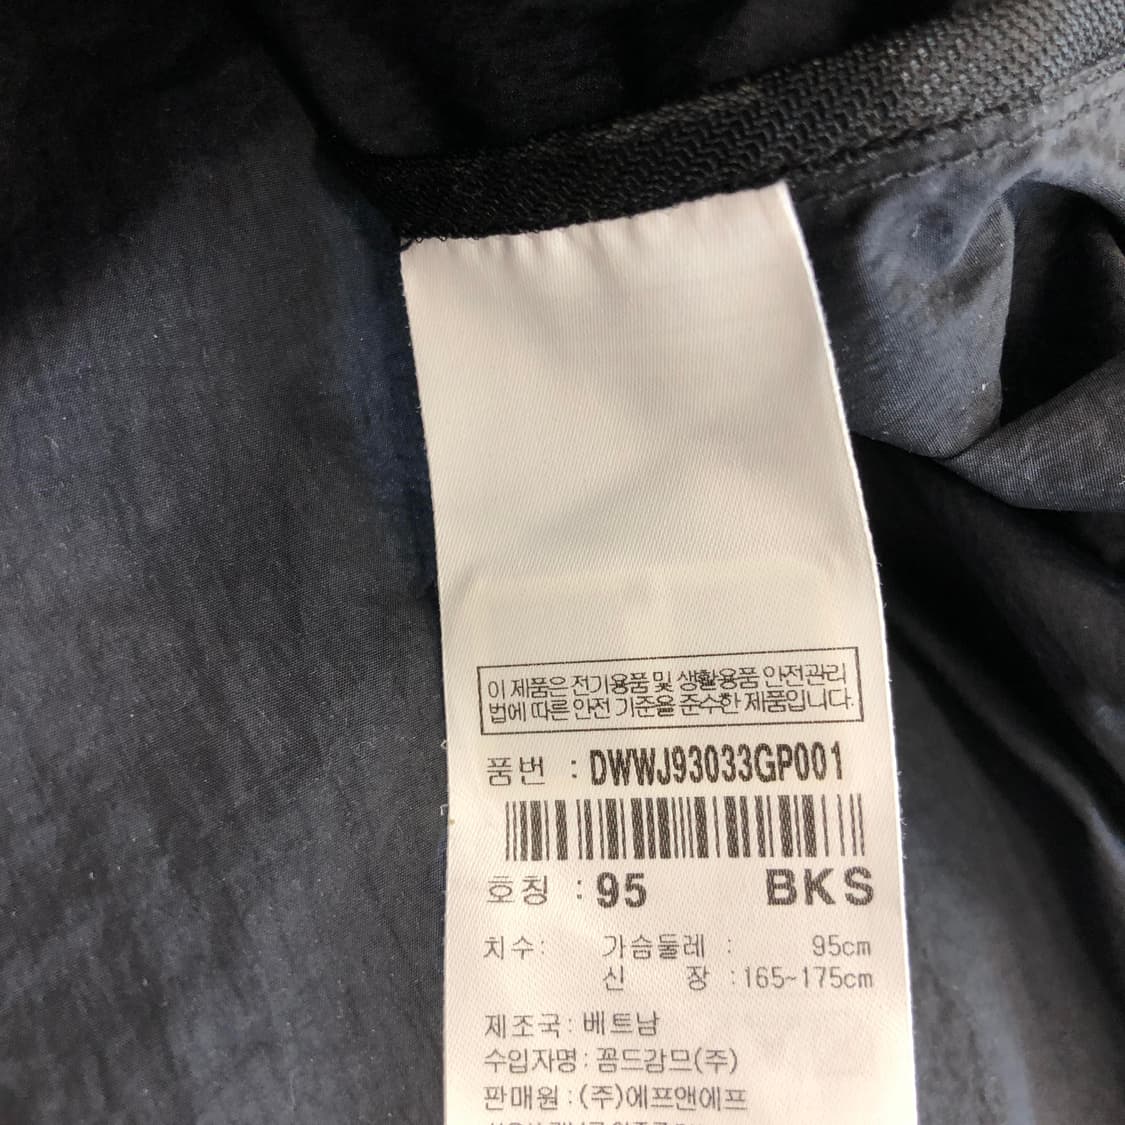 이 제품은 전기용품 및 생활용품 안전관리
법에 따른 안전 기준을 준수한 제품입니다.
품번 : DWWJ93033GP001
호칭 : 95 BKS
치수: 가슴둘레 : 95cm
신 장 : 165~175cm
제조국 : 베트남
수입자명 : 꼼드감므(주)
판매원 : (주)에프앤에프